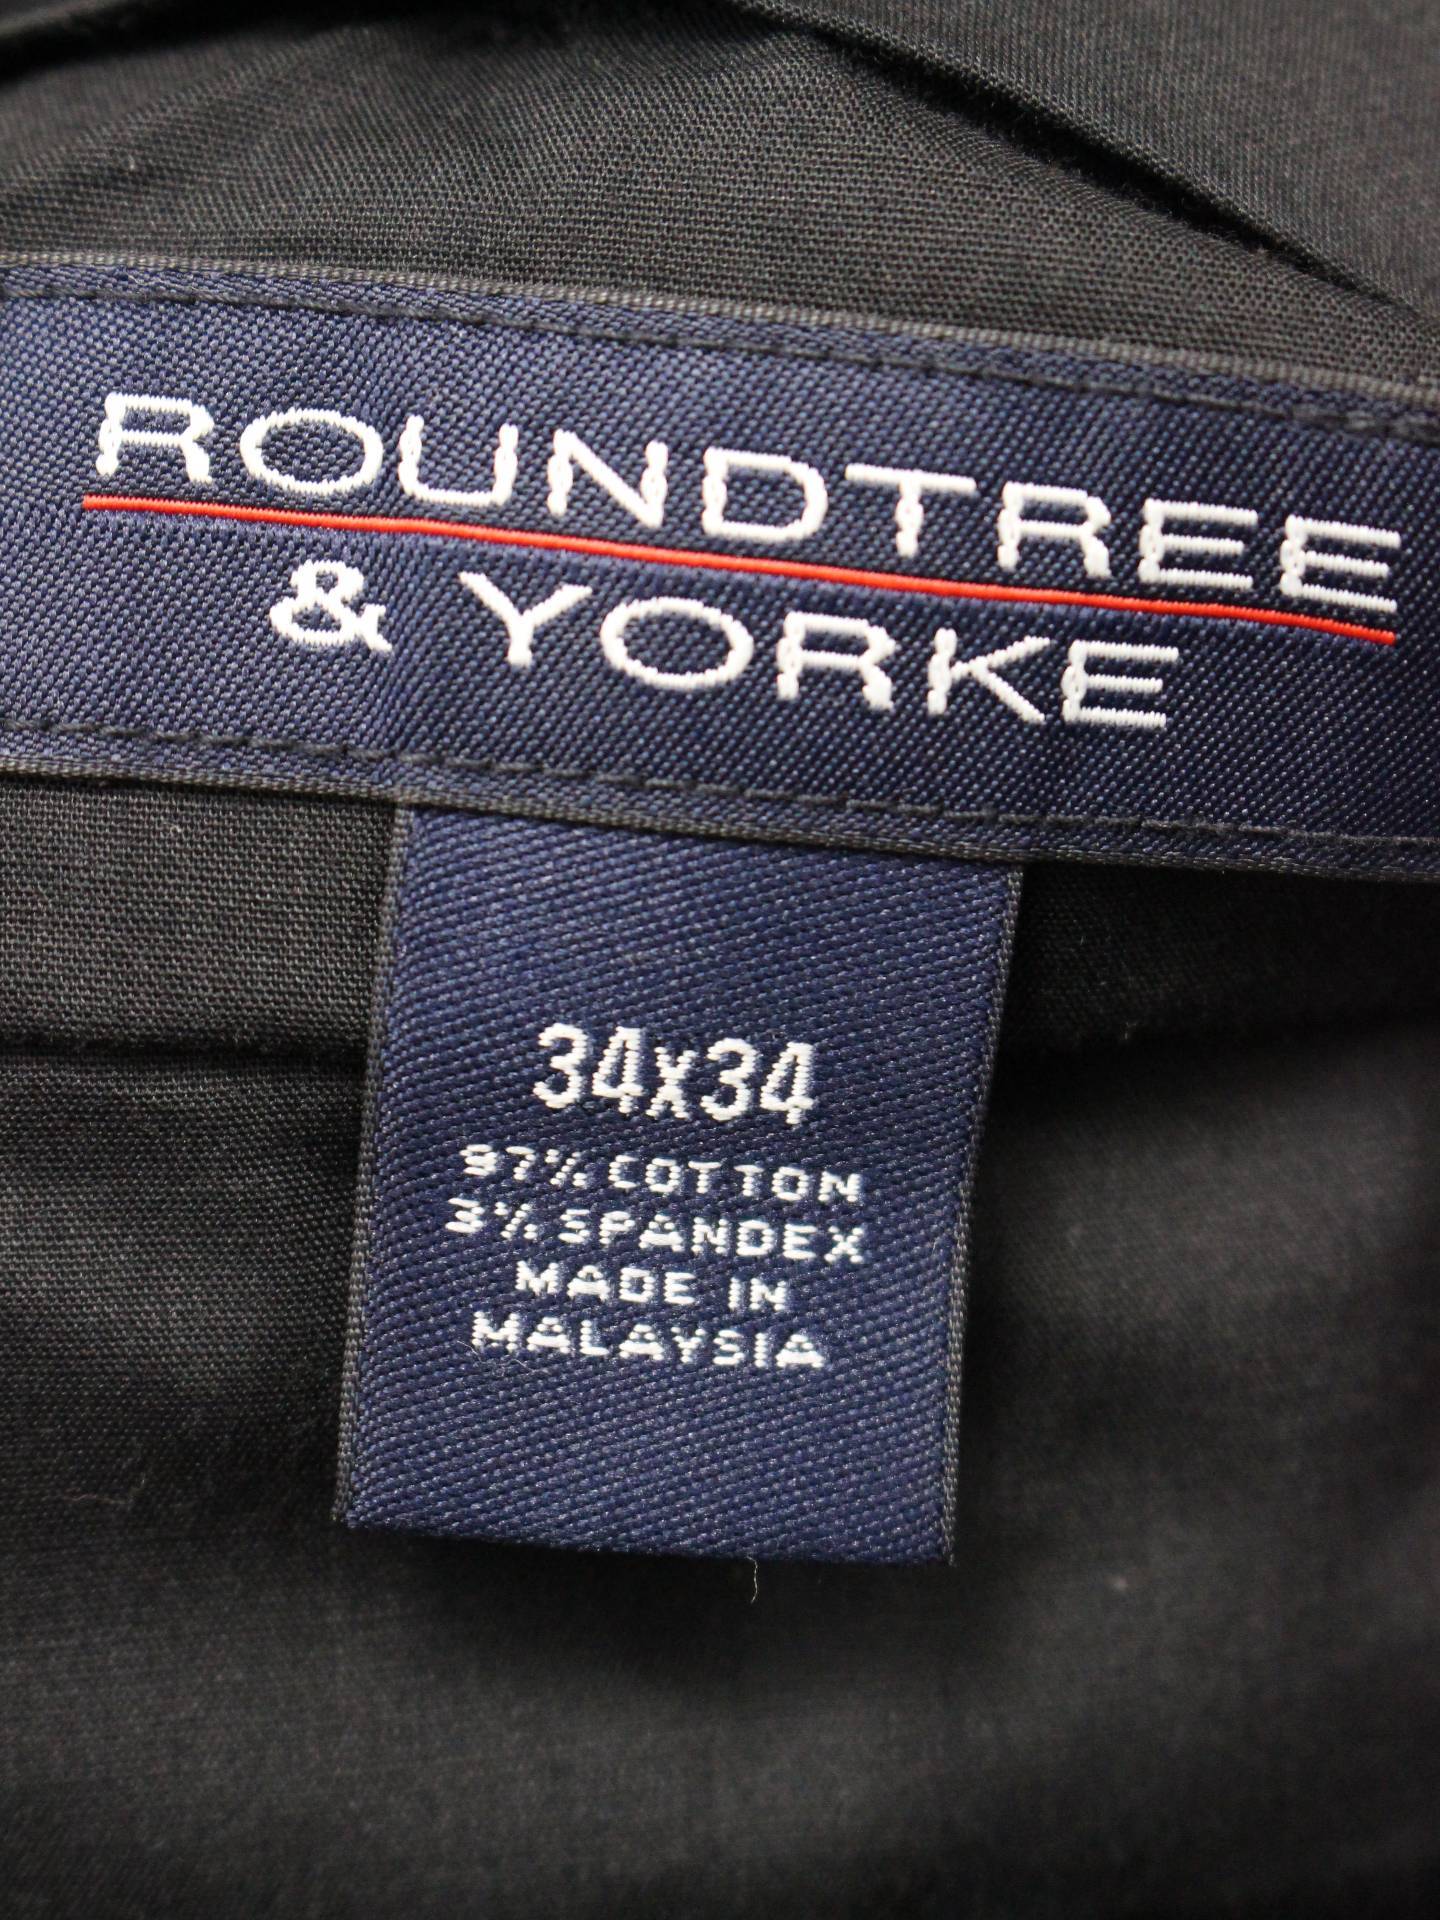 ROUNDTREE
& YORKE
34x34
97% COTTON
3% SPANDEX
MADE IN
MALAYSIA